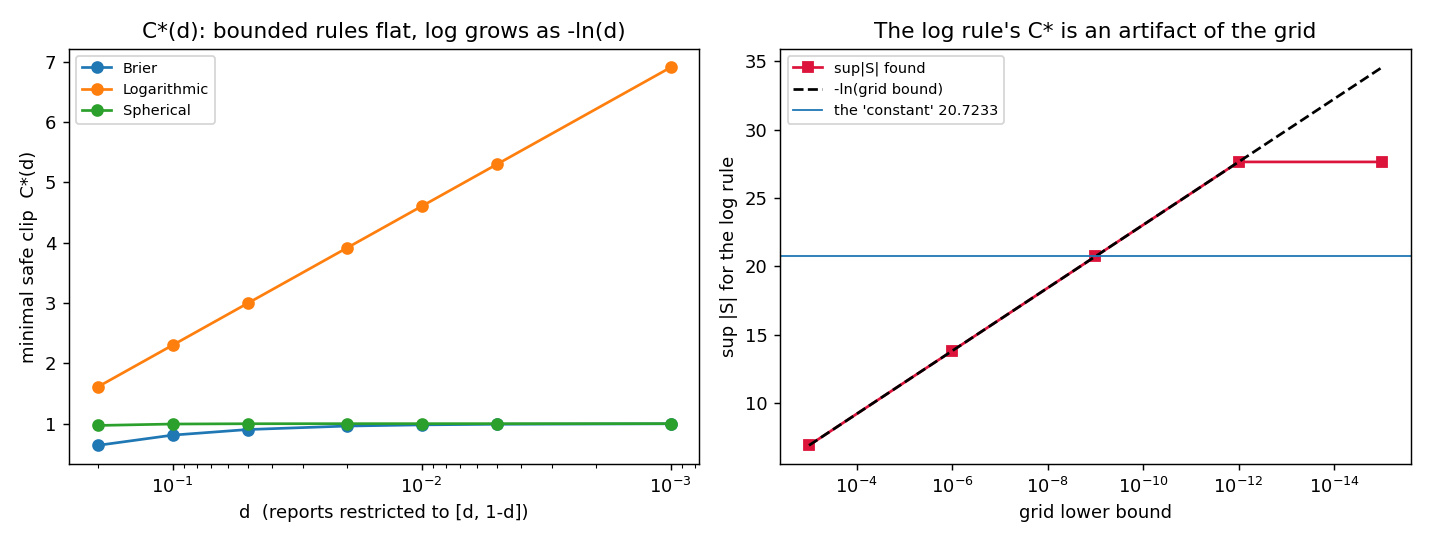 C*(d): bounded rules flat, log grows as -ln(d)
minimal safe clip  C*(d)
7
6
5
4
3
2
1
Brier
Logarithmic
Spherical
10⁻¹
10⁻²
10⁻³
d  (reports restricted to [d, 1-d])
The log rule's C* is an artifact of the grid
sup |S| for the log rule
35
30
25
20
15
10
sup|S| found
-ln(grid bound)
the 'constant' 20.7233
10⁻⁴
10⁻⁶
10⁻⁸
10⁻¹⁰
10⁻¹²
10⁻¹⁴
grid lower bound